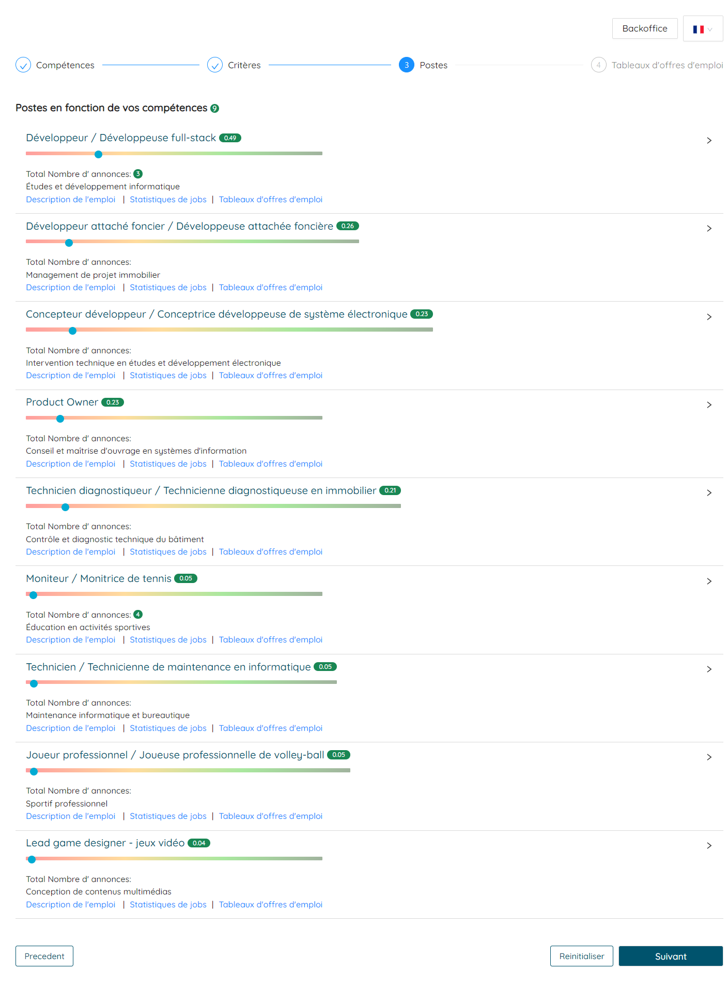 Backoffice
Compétences
Critères
3 Postes
4 Tableaux d'offres d'emploi
Postes en fonction de vos compétences 9
Développeur / Développeuse full-stack 0.49
Total Nombre d' annonces: 3
Études et développement informatique
Description de l'emploi | Statistiques de jobs | Tableaux d'offres d'emploi
Développeur attaché foncier / Développeuse attachée foncière 0.26
Total Nombre d' annonces:
Management de projet immobilier
Description de l'emploi | Statistiques de jobs | Tableaux d'offres d'emploi
Concepteur développeur / Conceptrice développeuse de système électronique 0.23
Total Nombre d' annonces:
Intervention technique en études et développement électronique
Description de l'emploi | Statistiques de jobs | Tableaux d'offres d'emploi
Product Owner 0.23
Total Nombre d' annonces:
Conseil et maîtrise d'ouvrage en systèmes d'information
Description de l'emploi | Statistiques de jobs | Tableaux d'offres d'emploi
Technicien diagnostiqueur / Technicienne diagnostiqueuse en immobilier 0.21
Total Nombre d' annonces:
Contrôle et diagnostic technique du bâtiment
Description de l'emploi | Statistiques de jobs | Tableaux d'offres d'emploi
Moniteur / Monitrice de tennis 0.05
Total Nombre d' annonces: 4
Éducation en activités sportives
Description de l'emploi | Statistiques de jobs | Tableaux d'offres d'emploi
Technicien / Technicienne de maintenance en informatique 0.05
Total Nombre d' annonces:
Maintenance informatique et bureautique
Description de l'emploi | Statistiques de jobs | Tableaux d'offres d'emploi
Joueur professionnel / Joueuse professionnelle de volley-ball 0.05
Total Nombre d' annonces:
Sportif professionnel
Description de l'emploi | Statistiques de jobs | Tableaux d'offres d'emploi
Lead game designer - jeux vidéo 0.04
Total Nombre d' annonces:
Conception de contenus multimédias
Description de l'emploi | Statistiques de jobs | Tableaux d'offres d'emploi
Precedent
Reinitialiser
Suivant